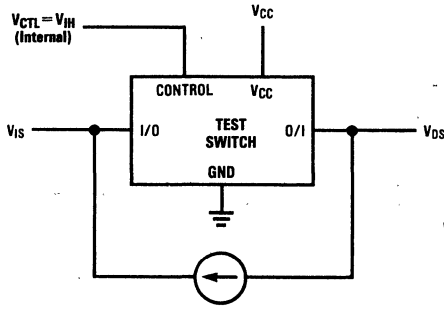 VCTL = VIH
(Internal)
VCC
CONTROL
VCC
VIS
I/O
TEST
SWITCH
O/I
VDS
GND